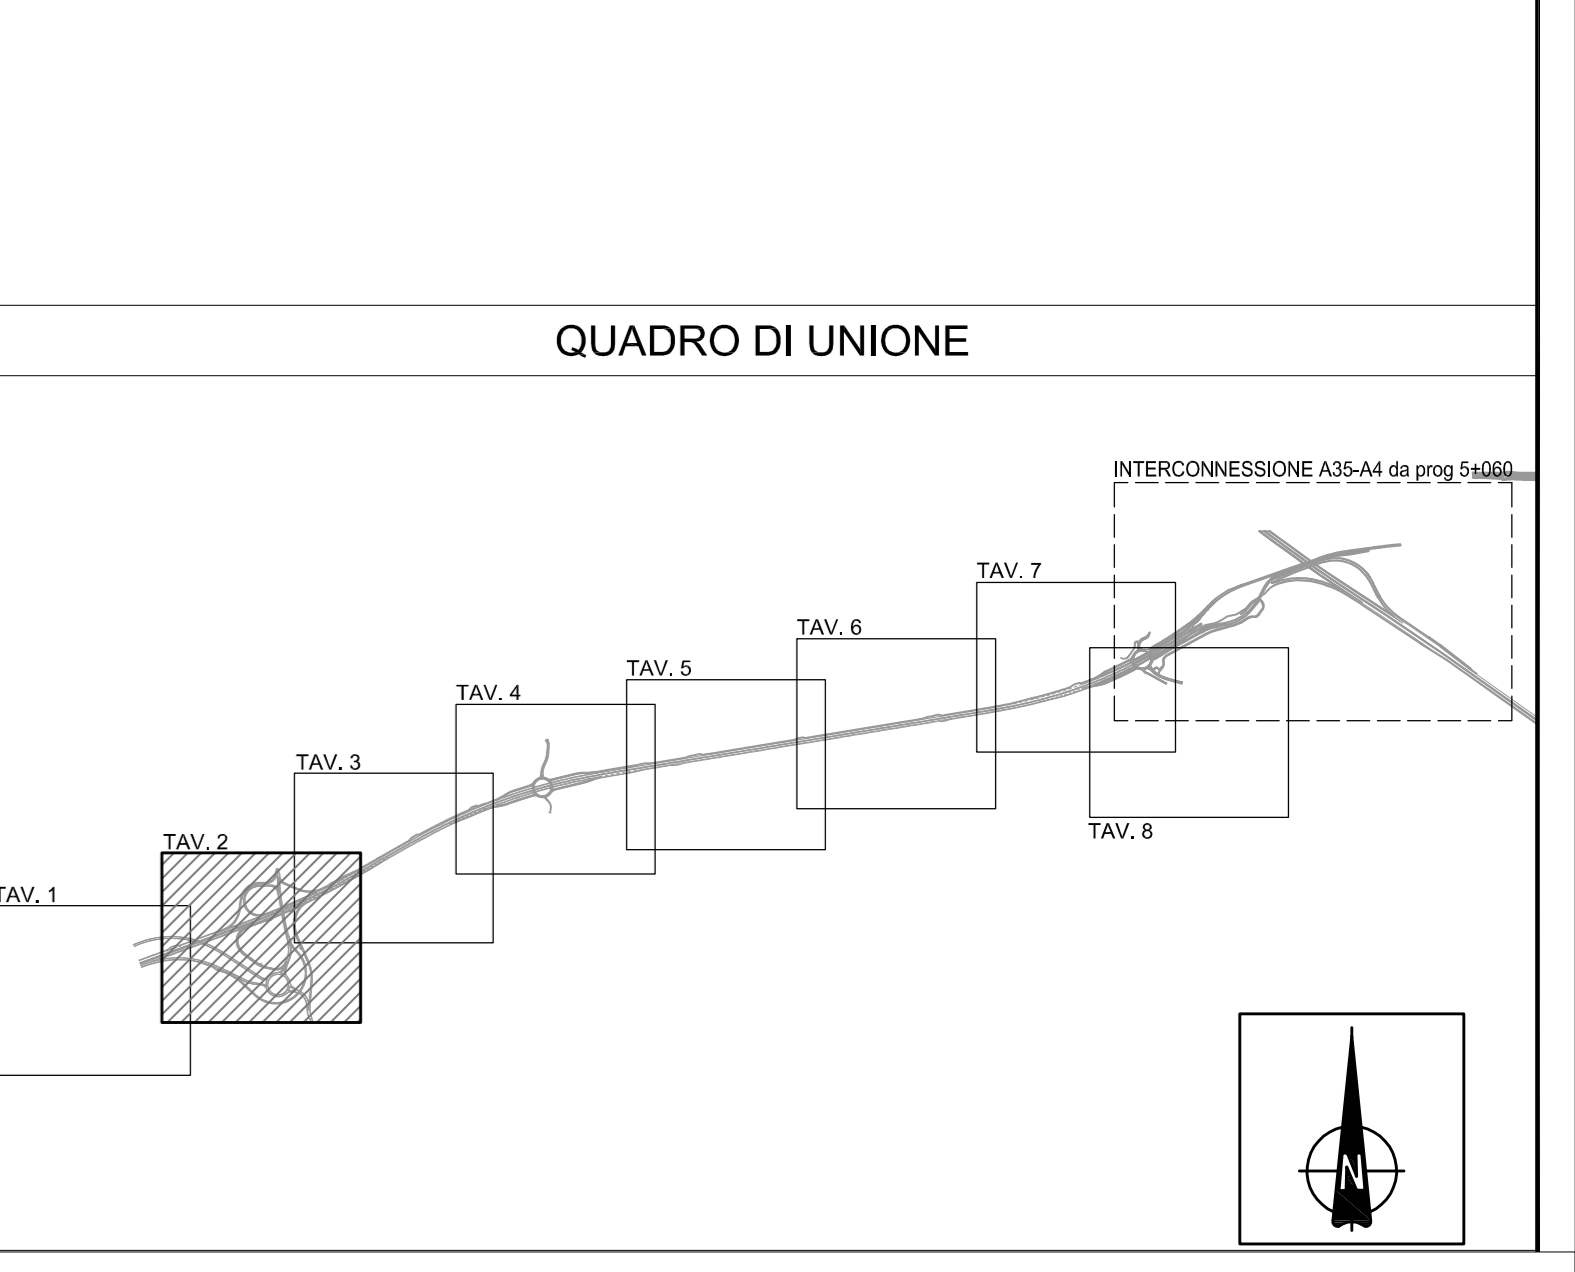 QUADRO DI UNIONE
INTERCONNESSIONE A35-A4 da prog 5+060
TAV. 7
TAV. 6
TAV. 5
TAV. 4
TAV. 3
TAV. 8
TAV. 2
TAV. 1
N